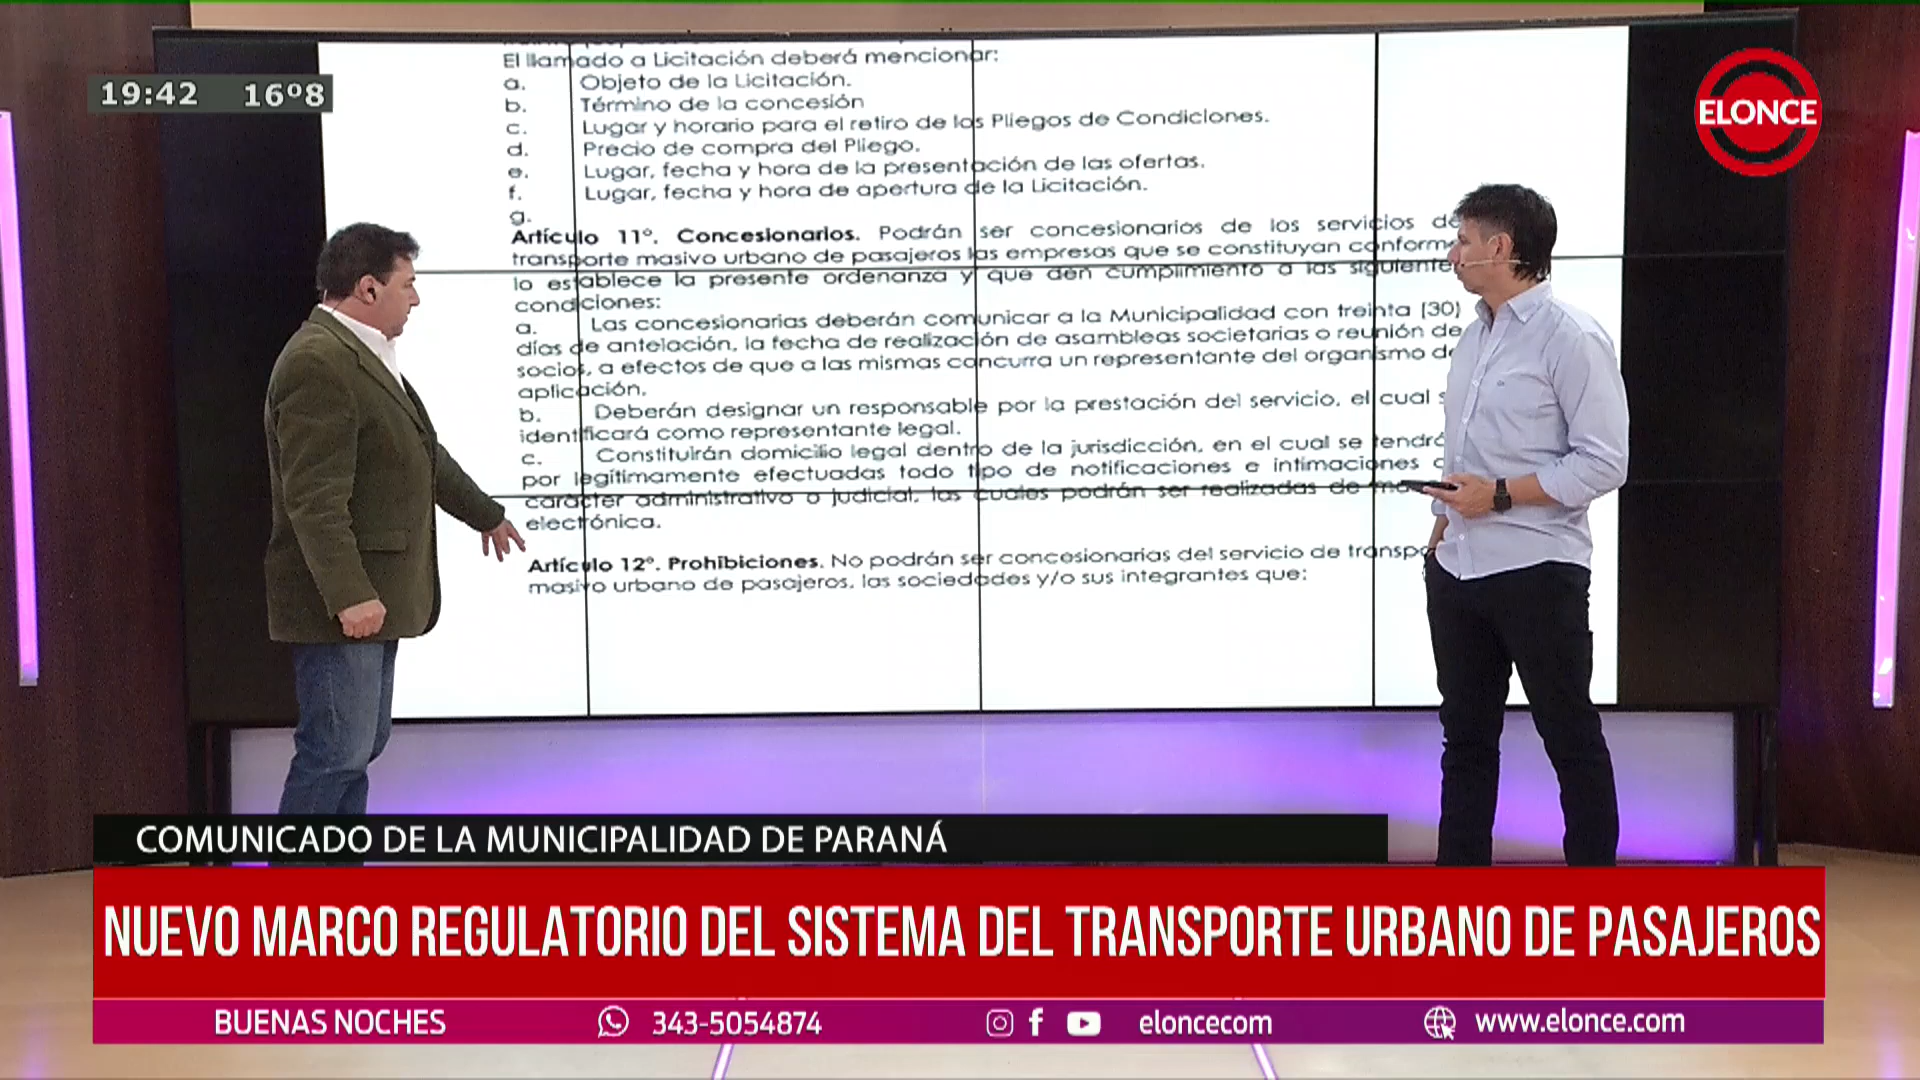 19:42 16º8
ELONCE
El llamado a Licitación deberá mencionar:
a. Objeto de la Licitación.
b. Término de la concesión
c. Lugar y horario para el retiro de los Pliegos de Condiciones.
d. Precio de compra del Pliego.
e. Lugar, fecha y hora de la presentación de las ofertas.
f. Lugar, fecha y hora de apertura de la Licitación.
g.
Artículo 11º. Concesionarios. Podrán ser concesionarios de los servicios de
transporte masivo urbano de pasajeros las empresas que se constituyan conforme
lo establece la presente ordenanza y que den cumplimiento a las siguientes
condiciones:
a. Las concesionarias deberán comunicar a la Municipalidad con treinta (30)
días de antelación, la fecha de realización de asambleas societarias o reunión de
socios, a efectos de que a las mismas concurra un representante del organismo de
aplicación.
b. Deberán designar un responsable por la prestación del servicio, el cual
identificará como representante legal.
c. Constituirán domicilio legal dentro de la jurisdicción, en el cual se tendrá
por legítimamente efectuadas todo tipo de notificaciones e intimaciones
carácter administrativo o judicial, las cuales podrán ser realizadas de
electrónica.
Artículo 12º. Prohibiciones. No podrán ser concesionarias del servicio de transpo
masivo urbano de pasajeros, las sociedades y/o sus integrantes que:
COMUNICADO DE LA MUNICIPALIDAD DE PARANÁ
NUEVO MARCO REGULATORIO DEL SISTEMA DEL TRANSPORTE URBANO DE PASAJEROS
BUENAS NOCHES 343-5054874 eloncecom www.elonce.com